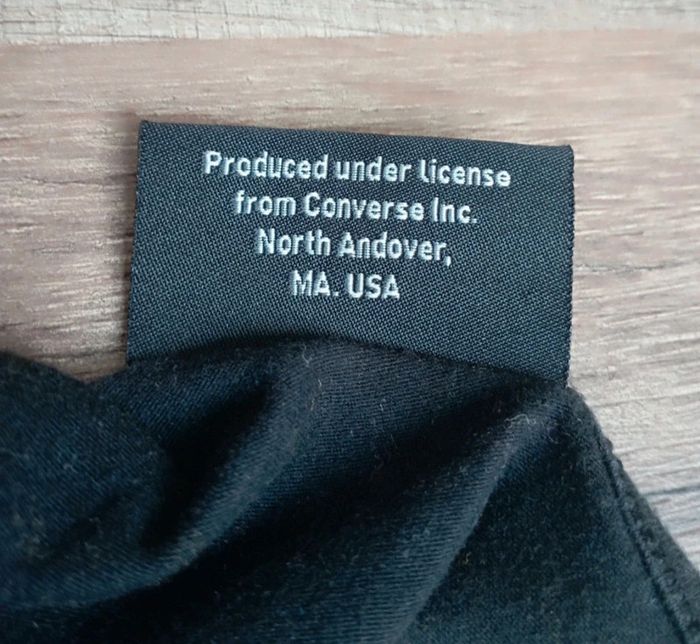 Produced under license
from Converse Inc.
North Andover,
MA. USA